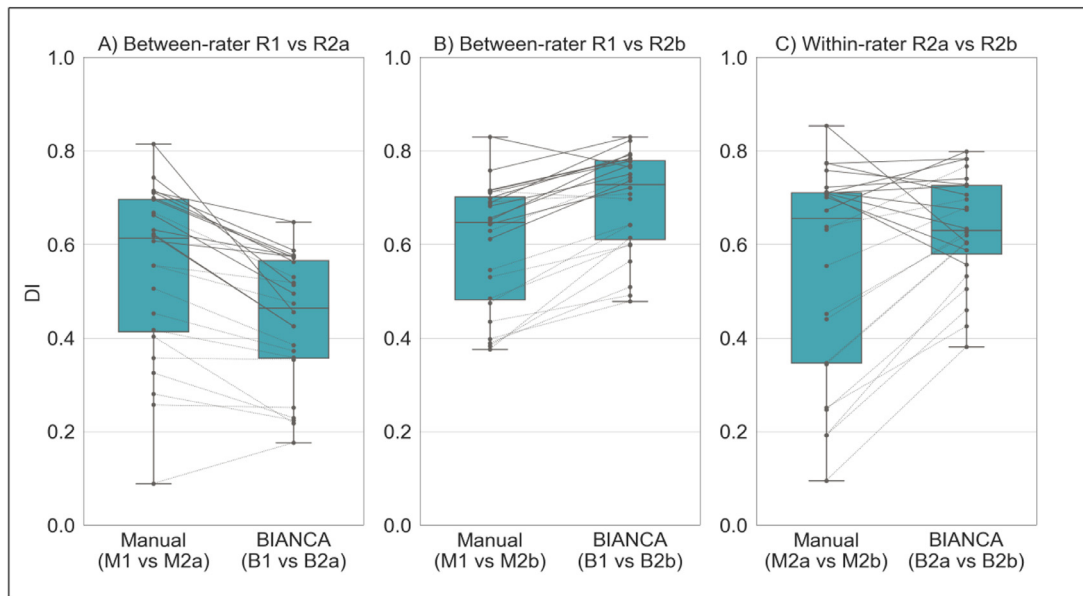 A) Between-rater R1 vs R2a
B) Between-rater R1 vs R2b
C) Within-rater R2a vs R2b
DI
1.0
0.8
0.6
0.4
0.2
0.0
Manual
(M1 vs M2a)
BIANCA
(B1 vs B2a)
1.0
0.8
0.6
0.4
0.2
0.0
Manual
(M1 vs M2b)
BIANCA
(B1 vs B2b)
1.0
0.8
0.6
0.4
0.2
0.0
Manual
(M2a vs M2b)
BIANCA
(B2a vs B2b)